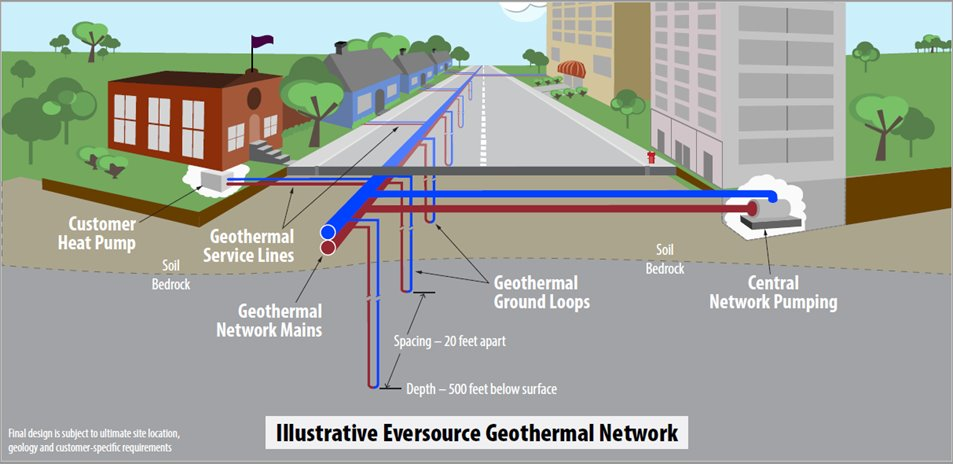 Customer
Heat Pump
Geothermal
Service Lines
Soil
Bedrock
Geothermal
Network Mains
Geothermal
Ground Loops
Soil
Bedrock
Central
Network Pumping
Spacing – 20 feet apart
Depth – 500 feet below surface
Illustrative Eversource Geothermal Network
Final design is subject to ultimate site location,
geology and customer-specific requirements